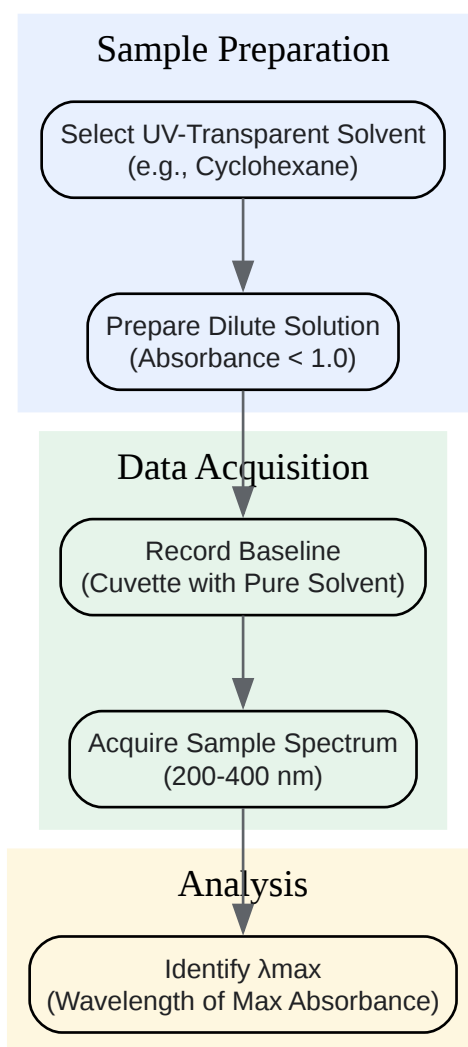 Sample Preparation
Select UV-Transparent Solvent
(e.g., Cyclohexane)
Prepare Dilute Solution
(Absorbance < 1.0)
Data Acquisition
Record Baseline
(Cuvette with Pure Solvent)
Acquire Sample Spectrum
(200-400 nm)
Analysis
Identify λmax
(Wavelength of Max Absorbance)